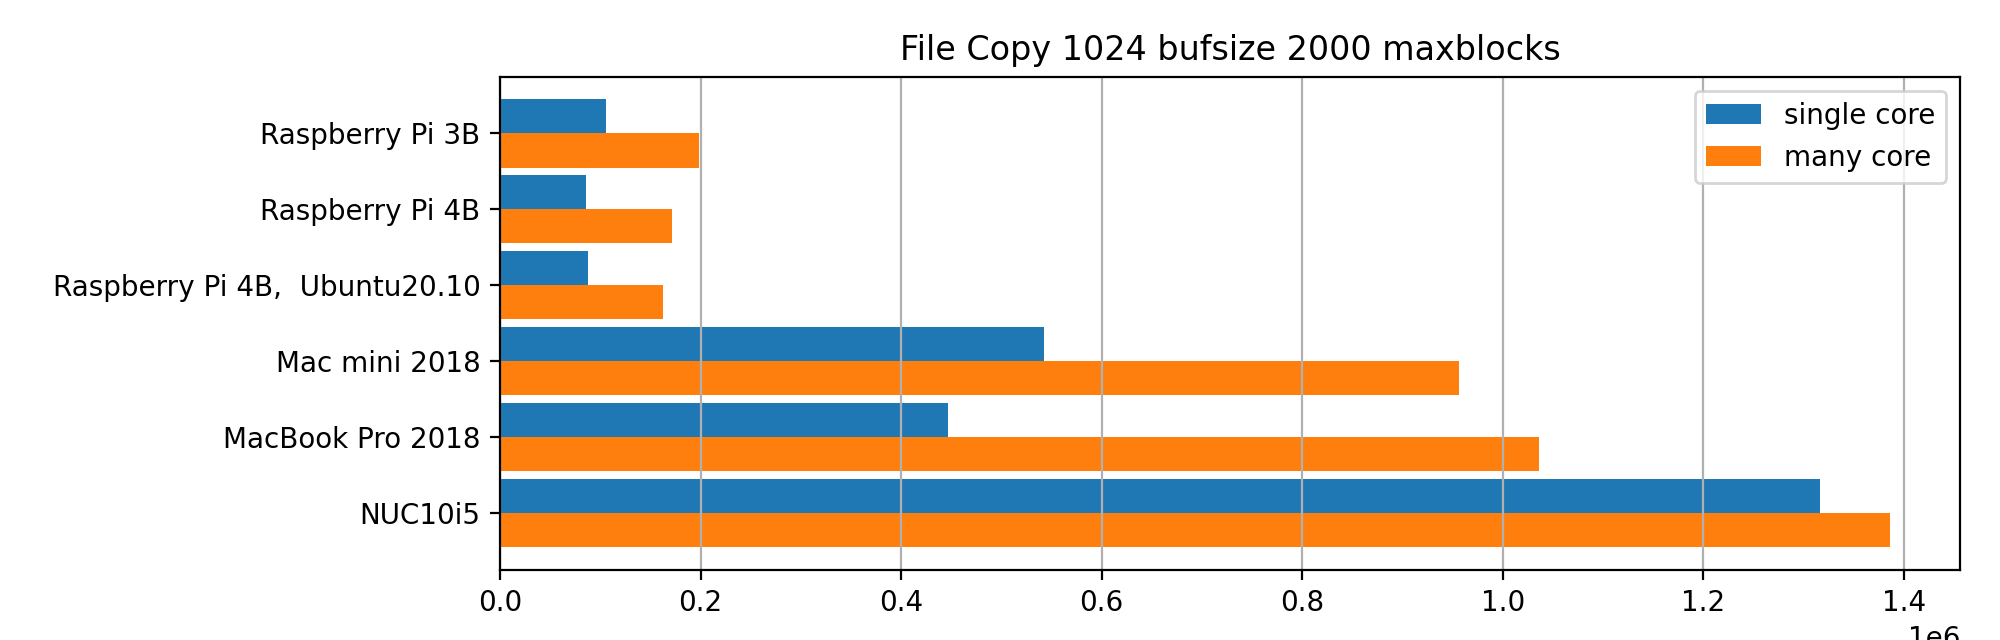 File Copy 1024 bufsize 2000 maxblocks
single core
many core
Raspberry Pi 3B
Raspberry Pi 4B
Raspberry Pi 4B,  Ubuntu20.10
Mac mini 2018
MacBook Pro 2018
NUC10i5
0.0 0.2 0.4 0.6 0.8 1.0 1.2 1.4
1e6